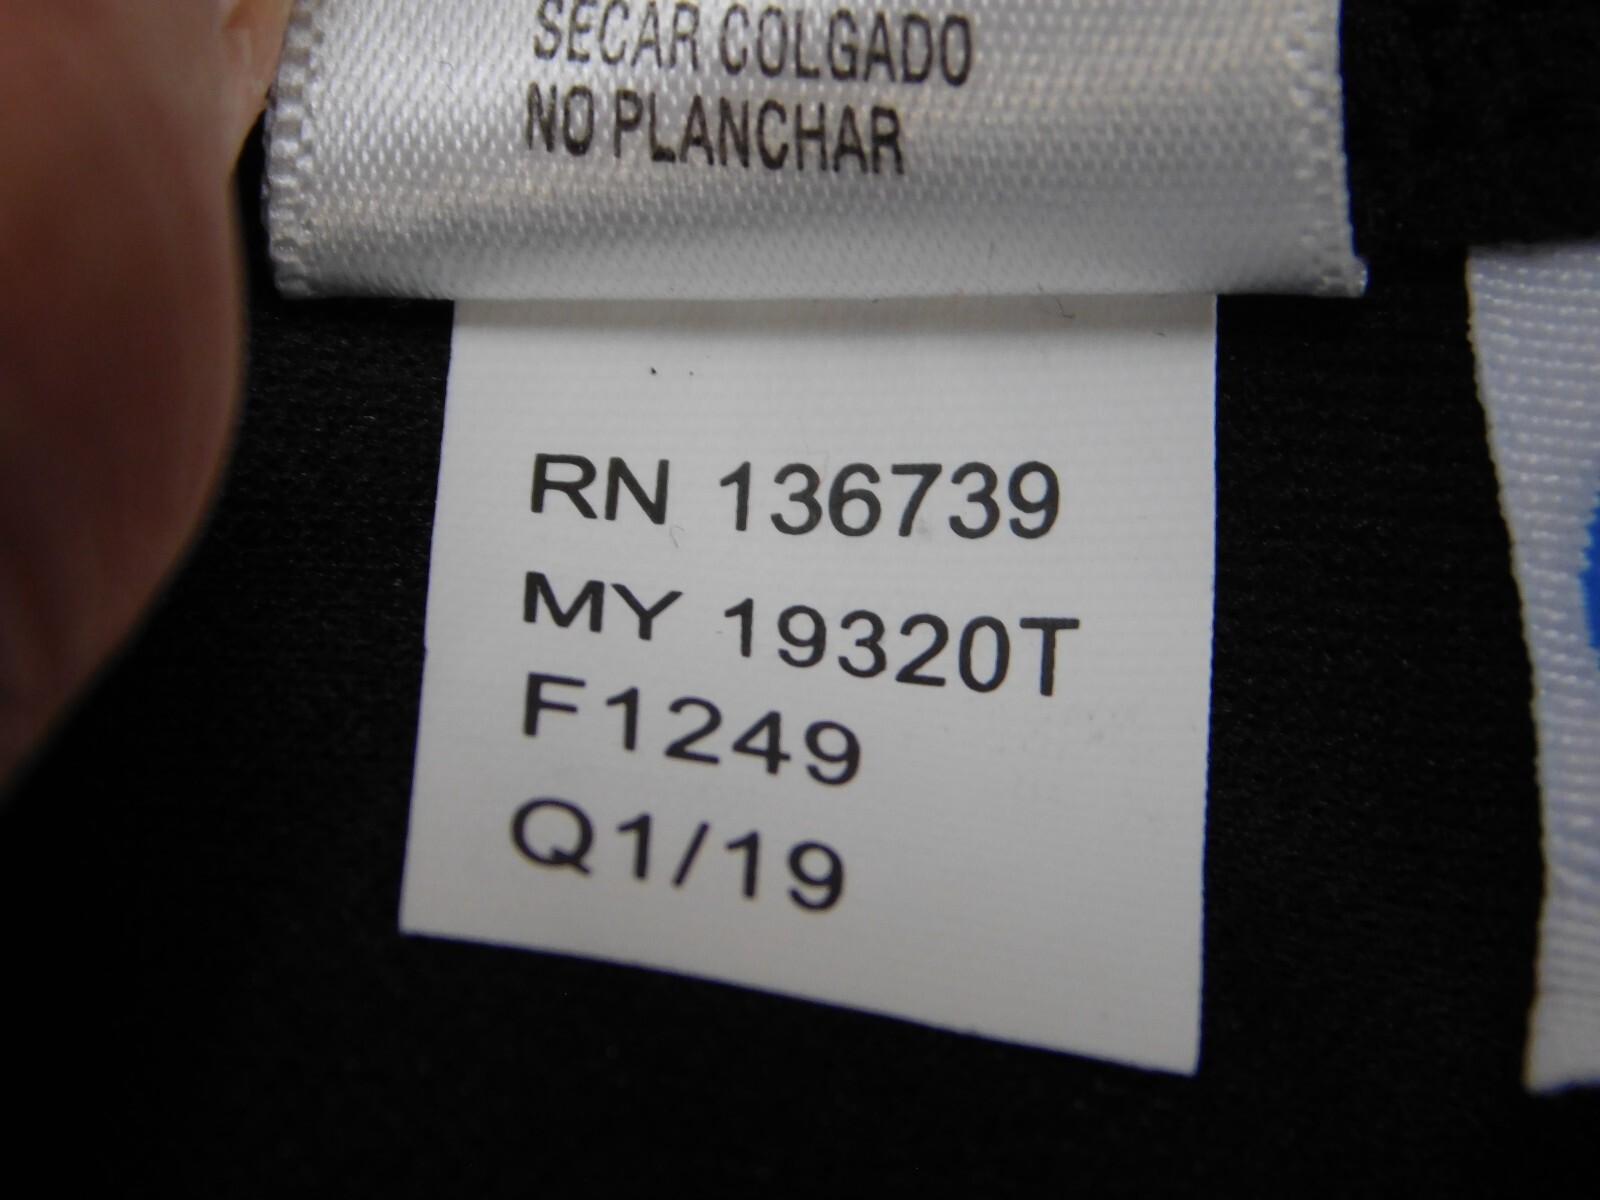 SECAR COLGADO
NO PLANCHAR
RN 136739
MY 19320T
F1249
Q1/19